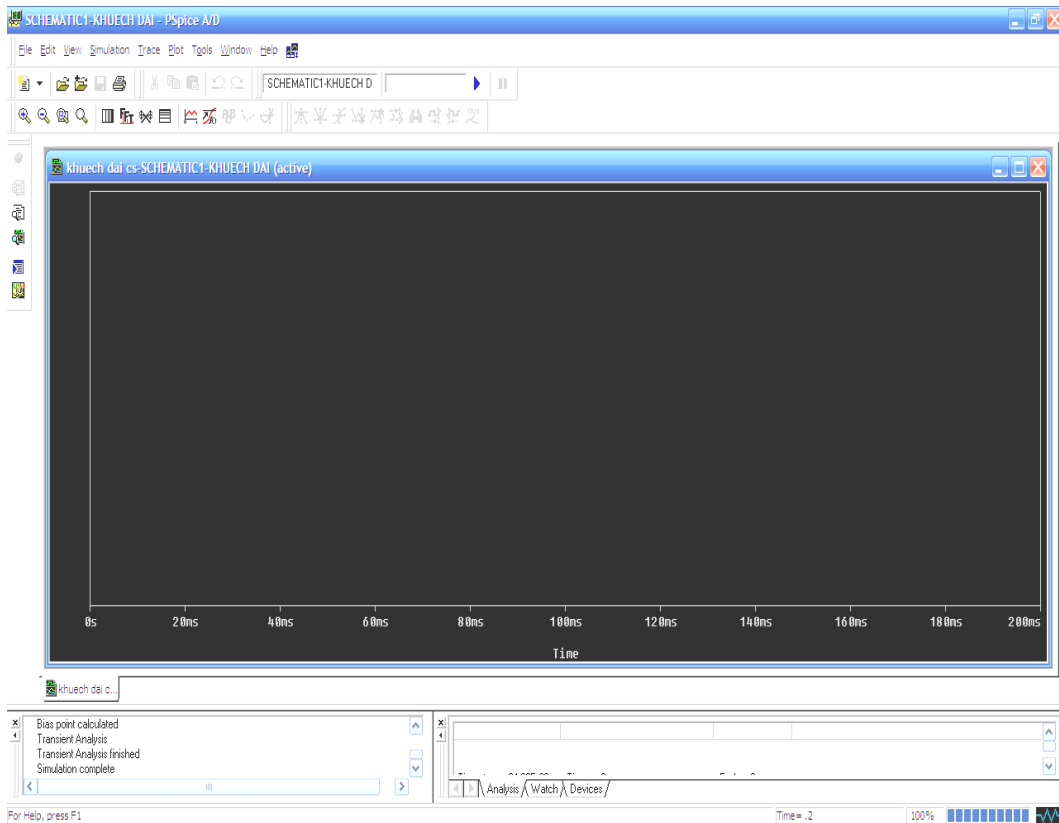 SCHEMATIC1-KHUECH DAI - PSpice A/D
File Edit View Simulation Trace Plot Tools Window Help
SCHEMATIC1-KHUECH D
khuech dai cs-SCHEMATIC1-KHUECH DAI (active)
0s 20ms 40ms 60ms 80ms 100ms 120ms 140ms 160ms 180ms 200ms
Time
khuech dai c...
Bias point calculated
Transient Analysis
Transient Analysis finished
Simulation complete
Analysis Watch Devices
For Help, press F1 Time= .2 100%